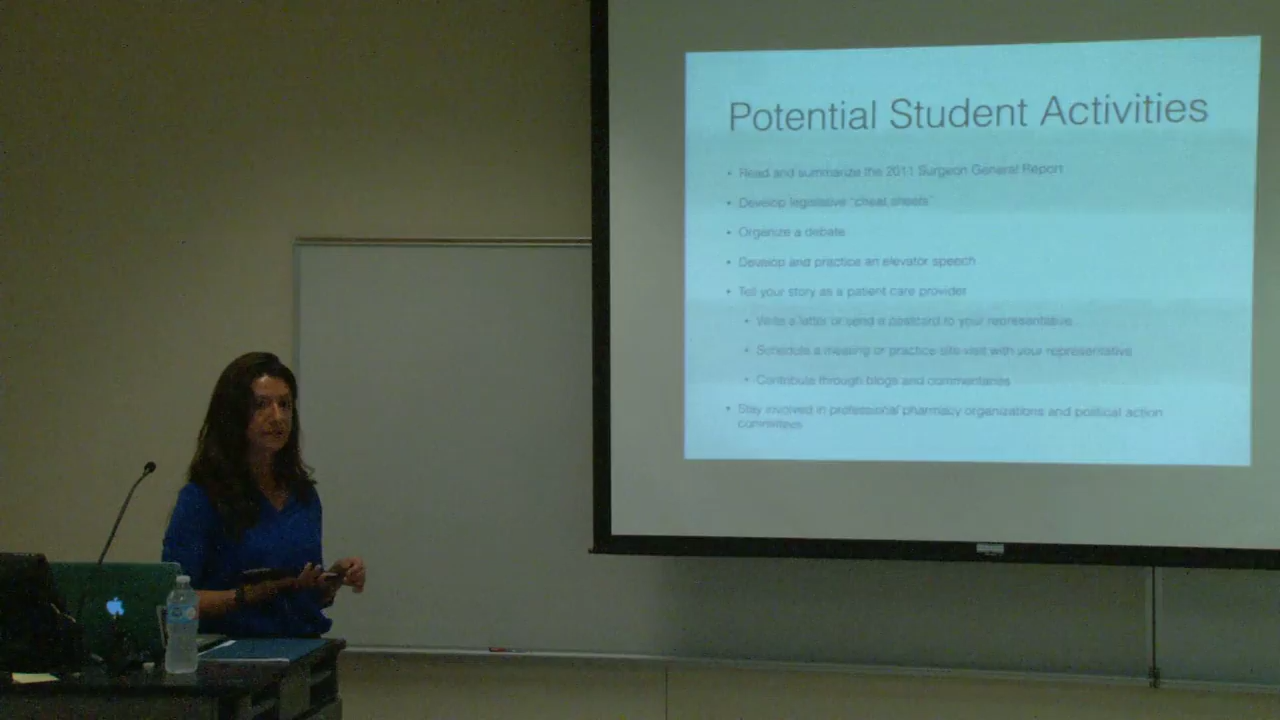 Potential Student Activities
• Read and summarize the 2011 Surgeon General Report
• Develop legislative "cheat sheets"
• Organize a debate
• Develop and practice an elevator speech
• Tell your story as a patient care provider
• Write a letter or send a postcard to your representative
• Schedule a meeting or practice site visit with your representative
• Contribute through blogs and commentaries
• Stay involved in professional pharmacy organizations and political action
committees